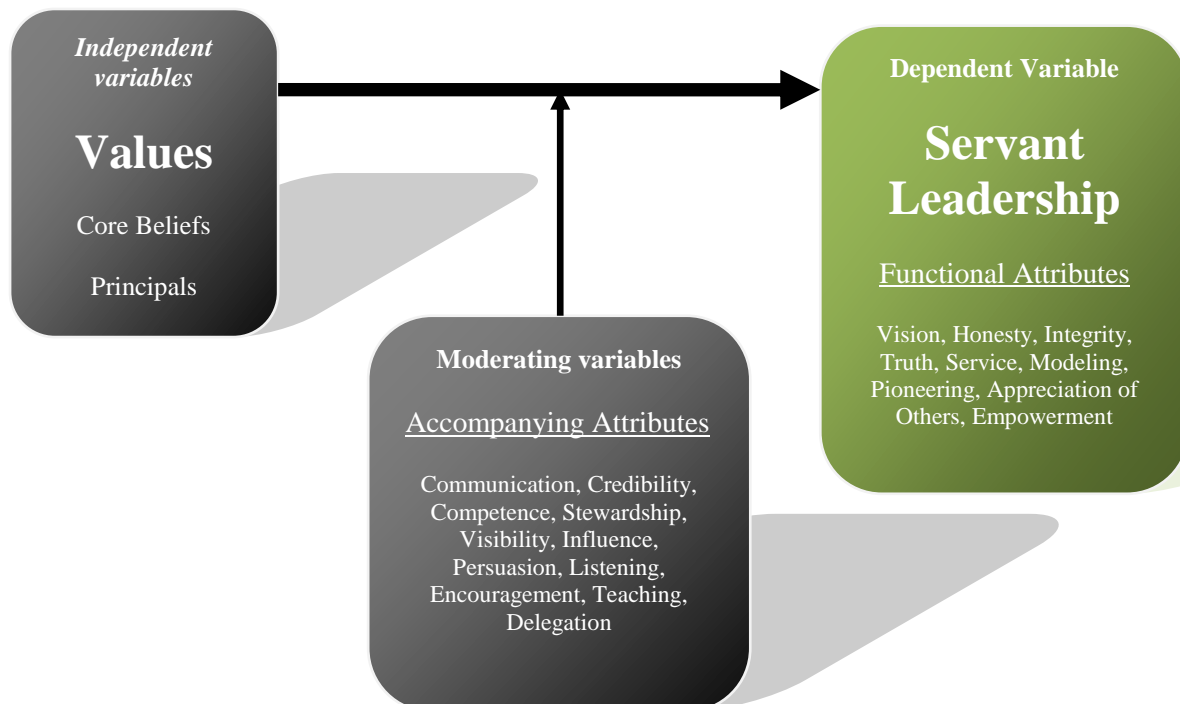 Independent
variables
Values
Core Beliefs
Principals
Dependent Variable
Servant
Leadership
Functional Attributes
Vision, Honesty, Integrity,
Truth, Service, Modeling,
Pioneering, Appreciation of
Others, Empowerment
Moderating variables
Accompanying Attributes
Communication, Credibility,
Competence, Stewardship,
Visibility, Influence,
Persuasion, Listening,
Encouragement, Teaching,
Delegation